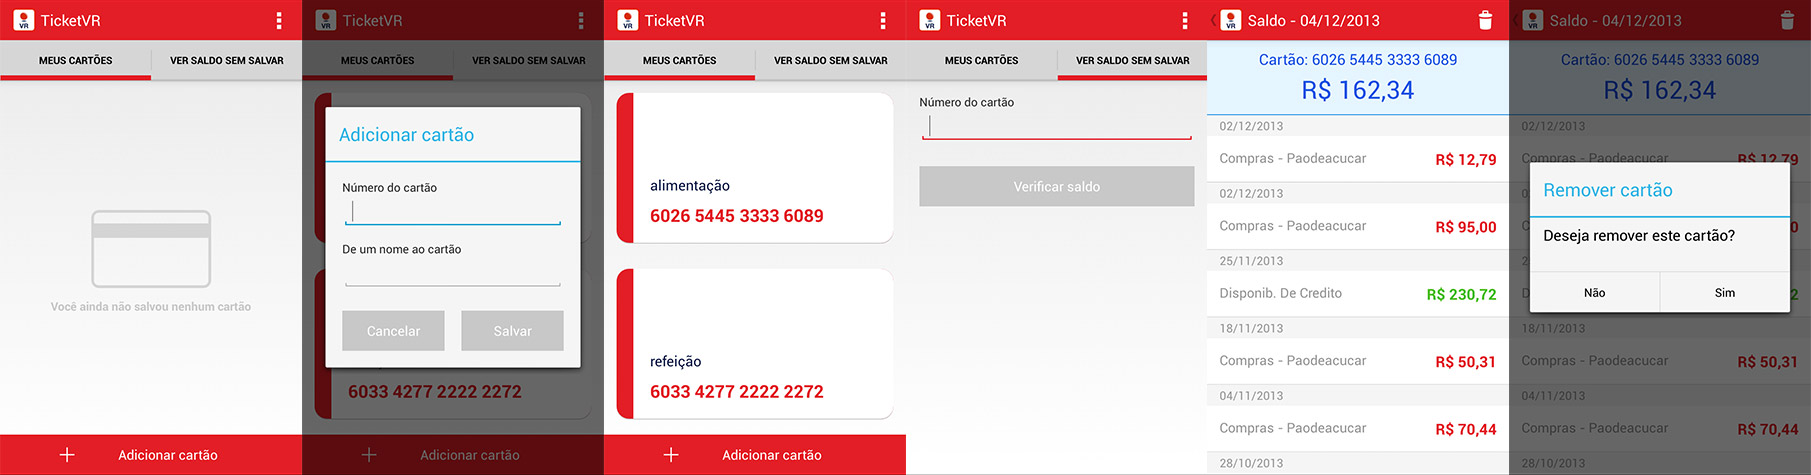 VR TicketVR
MEUS CARTÕES VER SALDO SEM SALVAR
Você ainda não salvou nenhum cartão
+ Adicionar cartão
VR TicketVR
MEUS CARTÕES VER SALDO SEM SALVAR
Adicionar cartão
Número do cartão
De um nome ao cartão
Cancelar Salvar
6033 4277 2222 2272
+ Adicionar cartão
VR TicketVR
MEUS CARTÕES VER SALDO SEM SALVAR
alimentação
6026 5445 3333 6089
refeição
6033 4277 2222 2272
+ Adicionar cartão
VR TicketVR
MEUS CARTÕES VER SALDO SEM SALVAR
Número do cartão
Verificar saldo
VR Saldo - 04/12/2013
Cartão: 6026 5445 3333 6089
R$ 162,34
02/12/2013
Compras - Paodeacucar R$ 12,79
02/12/2013
Compras - Paodeacucar R$ 95,00
25/11/2013
Disponib. De Credito R$ 230,72
18/11/2013
Compras - Paodeacucar R$ 50,31
04/11/2013
Compras - Paodeacucar R$ 70,44
28/10/2013
VR Saldo - 04/12/2013
Cartão: 6026 5445 3333 6089
R$ 162,34
02/12/2013
Compras - Paodeacucar R$ 12,79
Remover cartão
Deseja remover este cartão?
Não Sim
18/11/2013
Compras - Paodeacucar R$ 50,31
04/11/2013
Compras - Paodeacucar R$ 70,44
28/10/2013